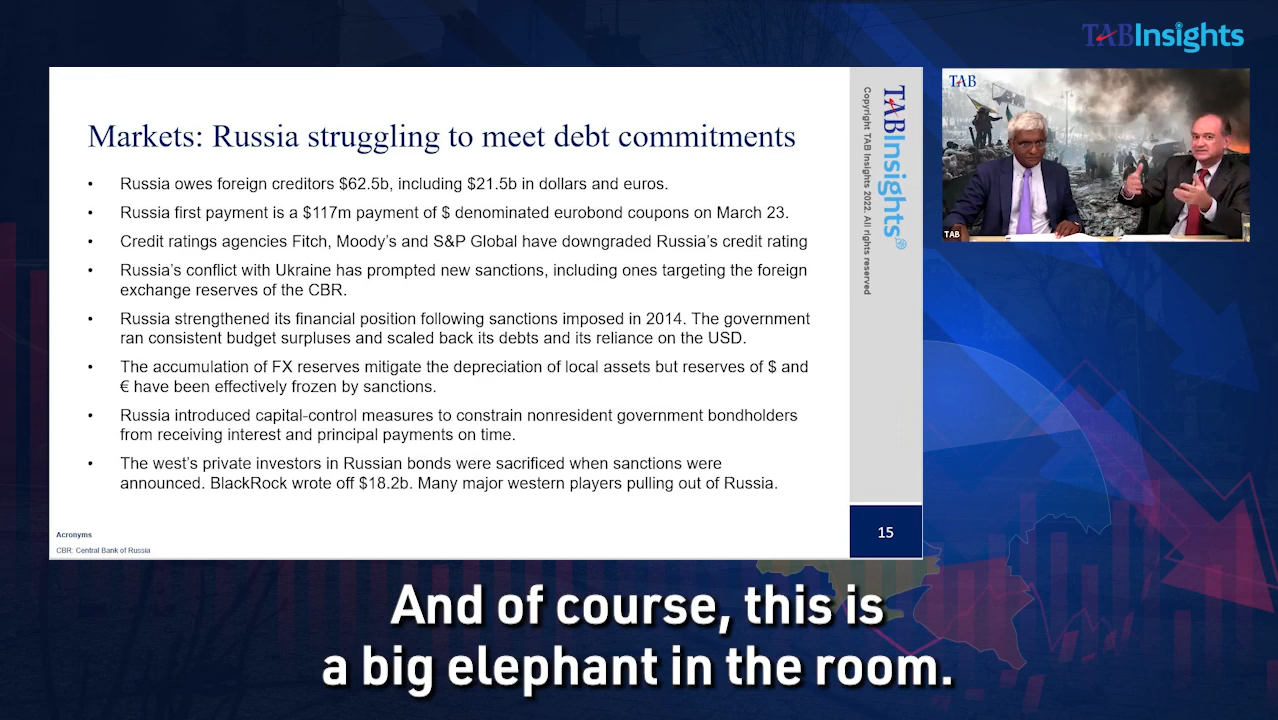 TABInsights
Markets: Russia struggling to meet debt commitments
• Russia owes foreign creditors $62.5b, including $21.5b in dollars and euros.
• Russia first payment is a $117m payment of $ denominated eurobond coupons on March 23.
• Credit ratings agencies Fitch, Moody's and S&P Global have downgraded Russia's credit rating
• Russia's conflict with Ukraine has prompted new sanctions, including ones targeting the foreign
exchange reserves of the CBR.
• Russia strengthened its financial position following sanctions imposed in 2014. The government
ran consistent budget surpluses and scaled back its debts and its reliance on the USD.
• The accumulation of FX reserves mitigate the depreciation of local assets but reserves of $ and
€ have been effectively frozen by sanctions.
• Russia introduced capital-control measures to constrain nonresident government bondholders
from receiving interest and principal payments on time.
• The west's private investors in Russian bonds were sacrificed when sanctions were
announced. BlackRock wrote off $18.2b. Many major western players pulling out of Russia.
Acronyms
CBR: Central Bank of Russia
TABInsights
Copyright TAB Insights 2022. All rights reserved
15
TAB
TAB
And of course, this is
a big elephant in the room.